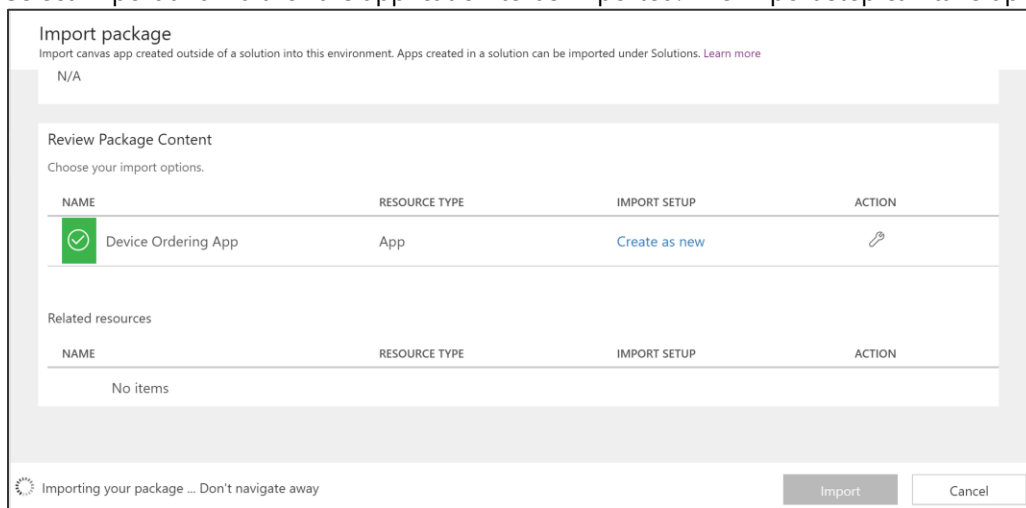 Import package
Import canvas app created outside of a solution into this environment. Apps created in a solution can be imported under Solutions. Learn more
N/A
Review Package Content
Choose your import options.
NAME RESOURCE TYPE IMPORT SETUP ACTION
Device Ordering App App Create as new
Related resources
NAME RESOURCE TYPE IMPORT SETUP ACTION
No items
Importing your package ... Don't navigate away Import Cancel